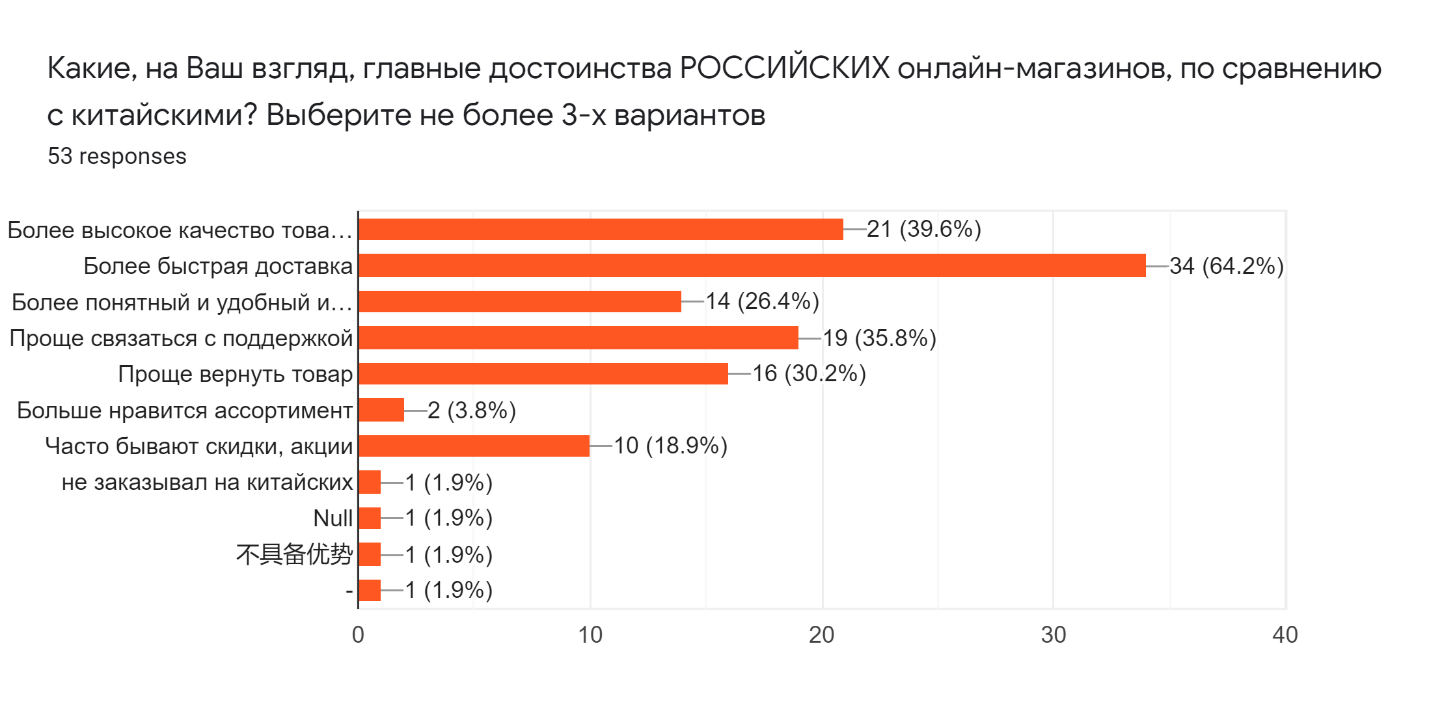 Какие, на Ваш взгляд, главные достоинства РОССИЙСКИХ онлайн-магазинов, по сравнению
с китайскими? Выберите не более 3-х вариантов
53 responses
Более высокое качество това… 21 (39.6%)
Более быстрая доставка 34 (64.2%)
Более понятный и удобный и… 14 (26.4%)
Проще связаться с поддержкой 19 (35.8%)
Проще вернуть товар 16 (30.2%)
Больше нравится ассортимент 2 (3.8%)
Часто бывают скидки, акции 10 (18.9%)
не заказывал на китайских 1 (1.9%)
Null 1 (1.9%)
不具备优势 1 (1.9%)
- 1 (1.9%)
0 10 20 30 40